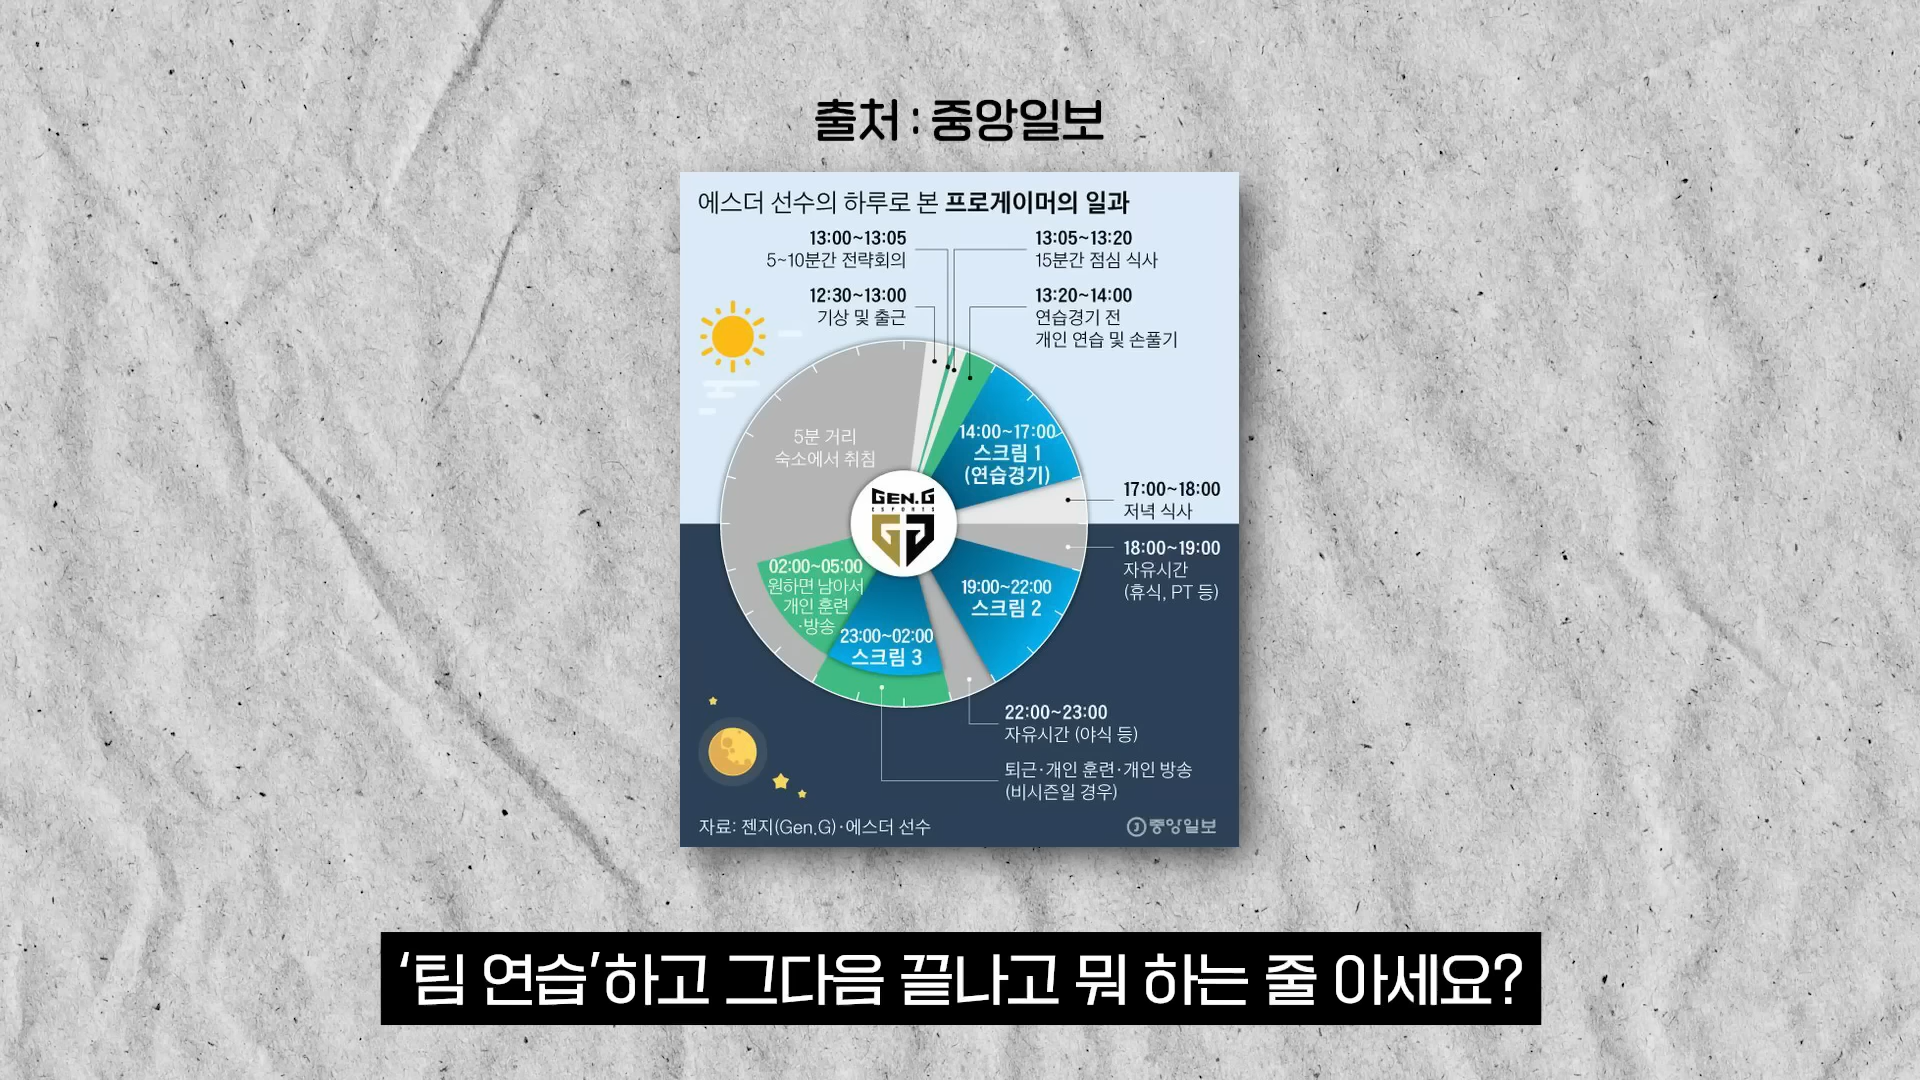 출처 : 중앙일보
에스더 선수의 하루로 본 프로게이머의 일과
13:00~13:05
5~10분간 전략회의
13:05~13:20
15분간 점심 식사
12:30~13:00
기상 및 출근
13:20~14:00
연습경기 전
개인 연습 및 손풀기
5분 거리
숙소에서 취침
14:00~17:00
스크림 1
(연습경기)
GEN.G
ESPORTS
17:00~18:00
저녁 식사
18:00~19:00
자유시간
(휴식, PT 등)
02:00~05:00
원하면 남아서
개인 훈련
·방송
19:00~22:00
스크림 2
23:00~02:00
스크림 3
22:00~23:00
자유시간 (야식 등)
퇴근·개인 훈련·개인 방송
(비시즌일 경우)
자료: 젠지(Gen.G)·에스더 선수
중앙일보
‘팀 연습’하고 그다음 끝나고 뭐 하는 줄 아세요?